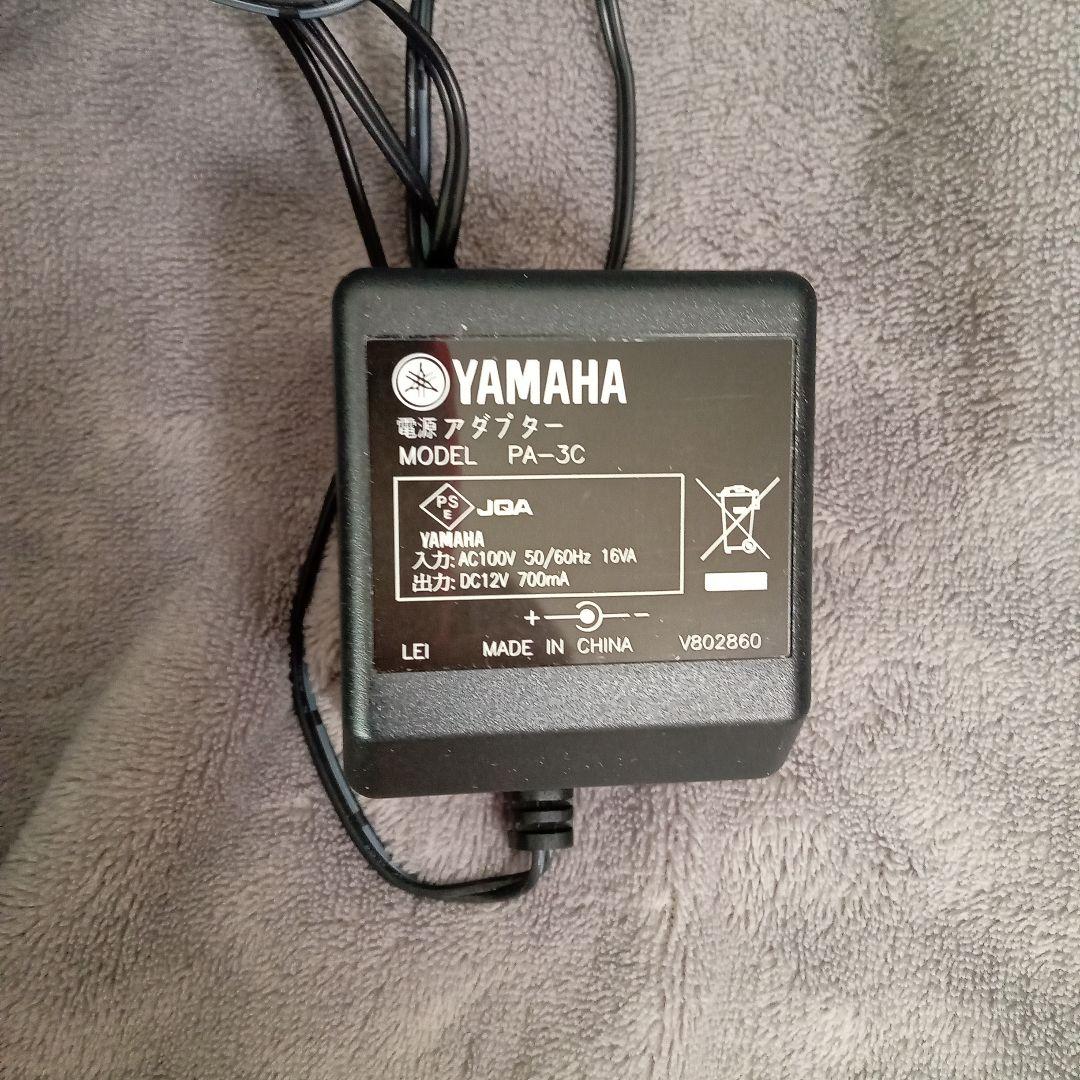 YAMAHA
電源アダプター
MODEL PA-3C
PS
E
JQA
YAMAHA
入力: AC100V 50/60Hz 16VA
出力: DC12V 700mA
+ −
LEI MADE IN CHINA V802860